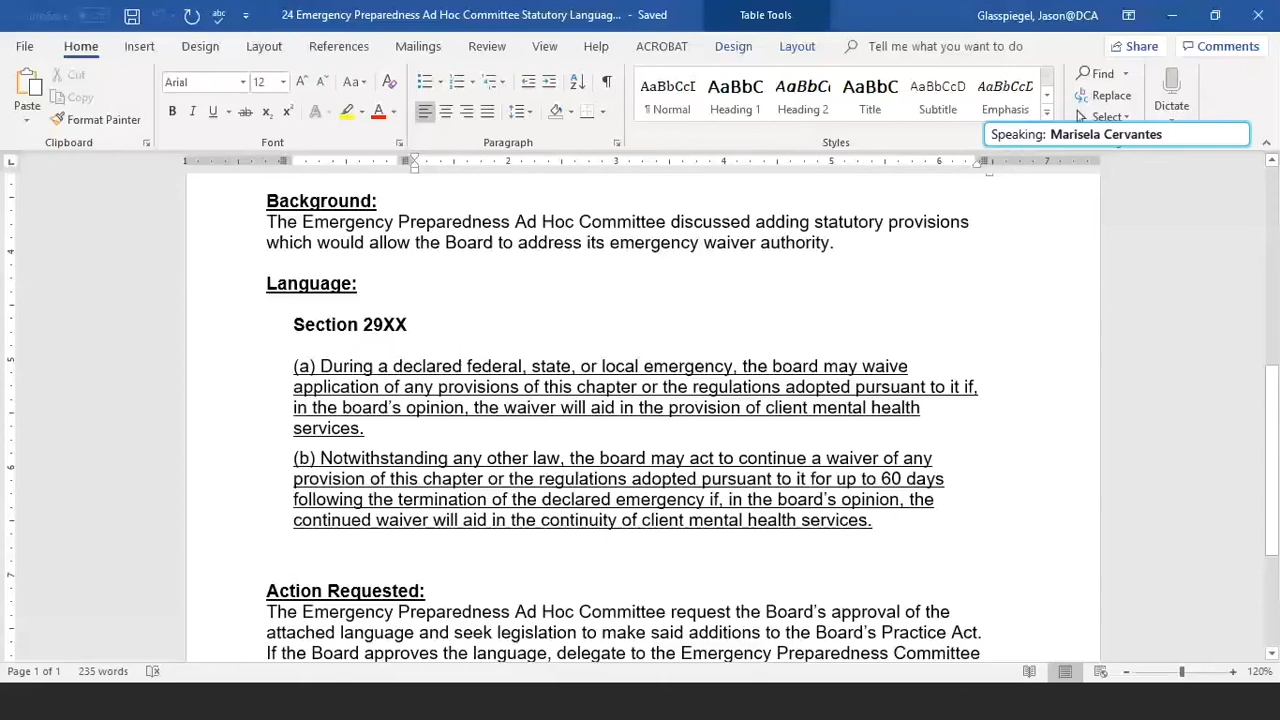 24 Emergency Preparedness Ad Hoc Committee Statutory Languag... - Saved
Table Tools
Glasspiegel, Jason@DCA
File Home Insert Design Layout References Mailings Review View Help ACROBAT Design Layout Tell me what you want to do Share Comments
Paste
Cut
Copy
Format Painter
Clipboard
Arial 12
Font
Paragraph
AaBbCcI AaBbC AaBbCc AaBbC AaBbCcD AaBbCcD
¶ Normal Heading 1 Heading 2 Title Subtitle Emphasis
Styles
Find
Replace
Select
Dictate
Speaking: Marisela Cervantes
1 1 2 3 4 5 6 7
Background:
The Emergency Preparedness Ad Hoc Committee discussed adding statutory provisions
which would allow the Board to address its emergency waiver authority.
Language:
Section 29XX
(a) During a declared federal, state, or local emergency, the board may waive
application of any provisions of this chapter or the regulations adopted pursuant to it if,
in the board's opinion, the waiver will aid in the provision of client mental health
services.
(b) Notwithstanding any other law, the board may act to continue a waiver of any
provision of this chapter or the regulations adopted pursuant to it for up to 60 days
following the termination of the declared emergency if, in the board's opinion, the
continued waiver will aid in the continuity of client mental health services.
Action Requested:
The Emergency Preparedness Ad Hoc Committee request the Board's approval of the
attached language and seek legislation to make said additions to the Board's Practice Act.
If the Board approves the language, delegate to the Emergency Preparedness Committee
Page 1 of 1 235 words
120%